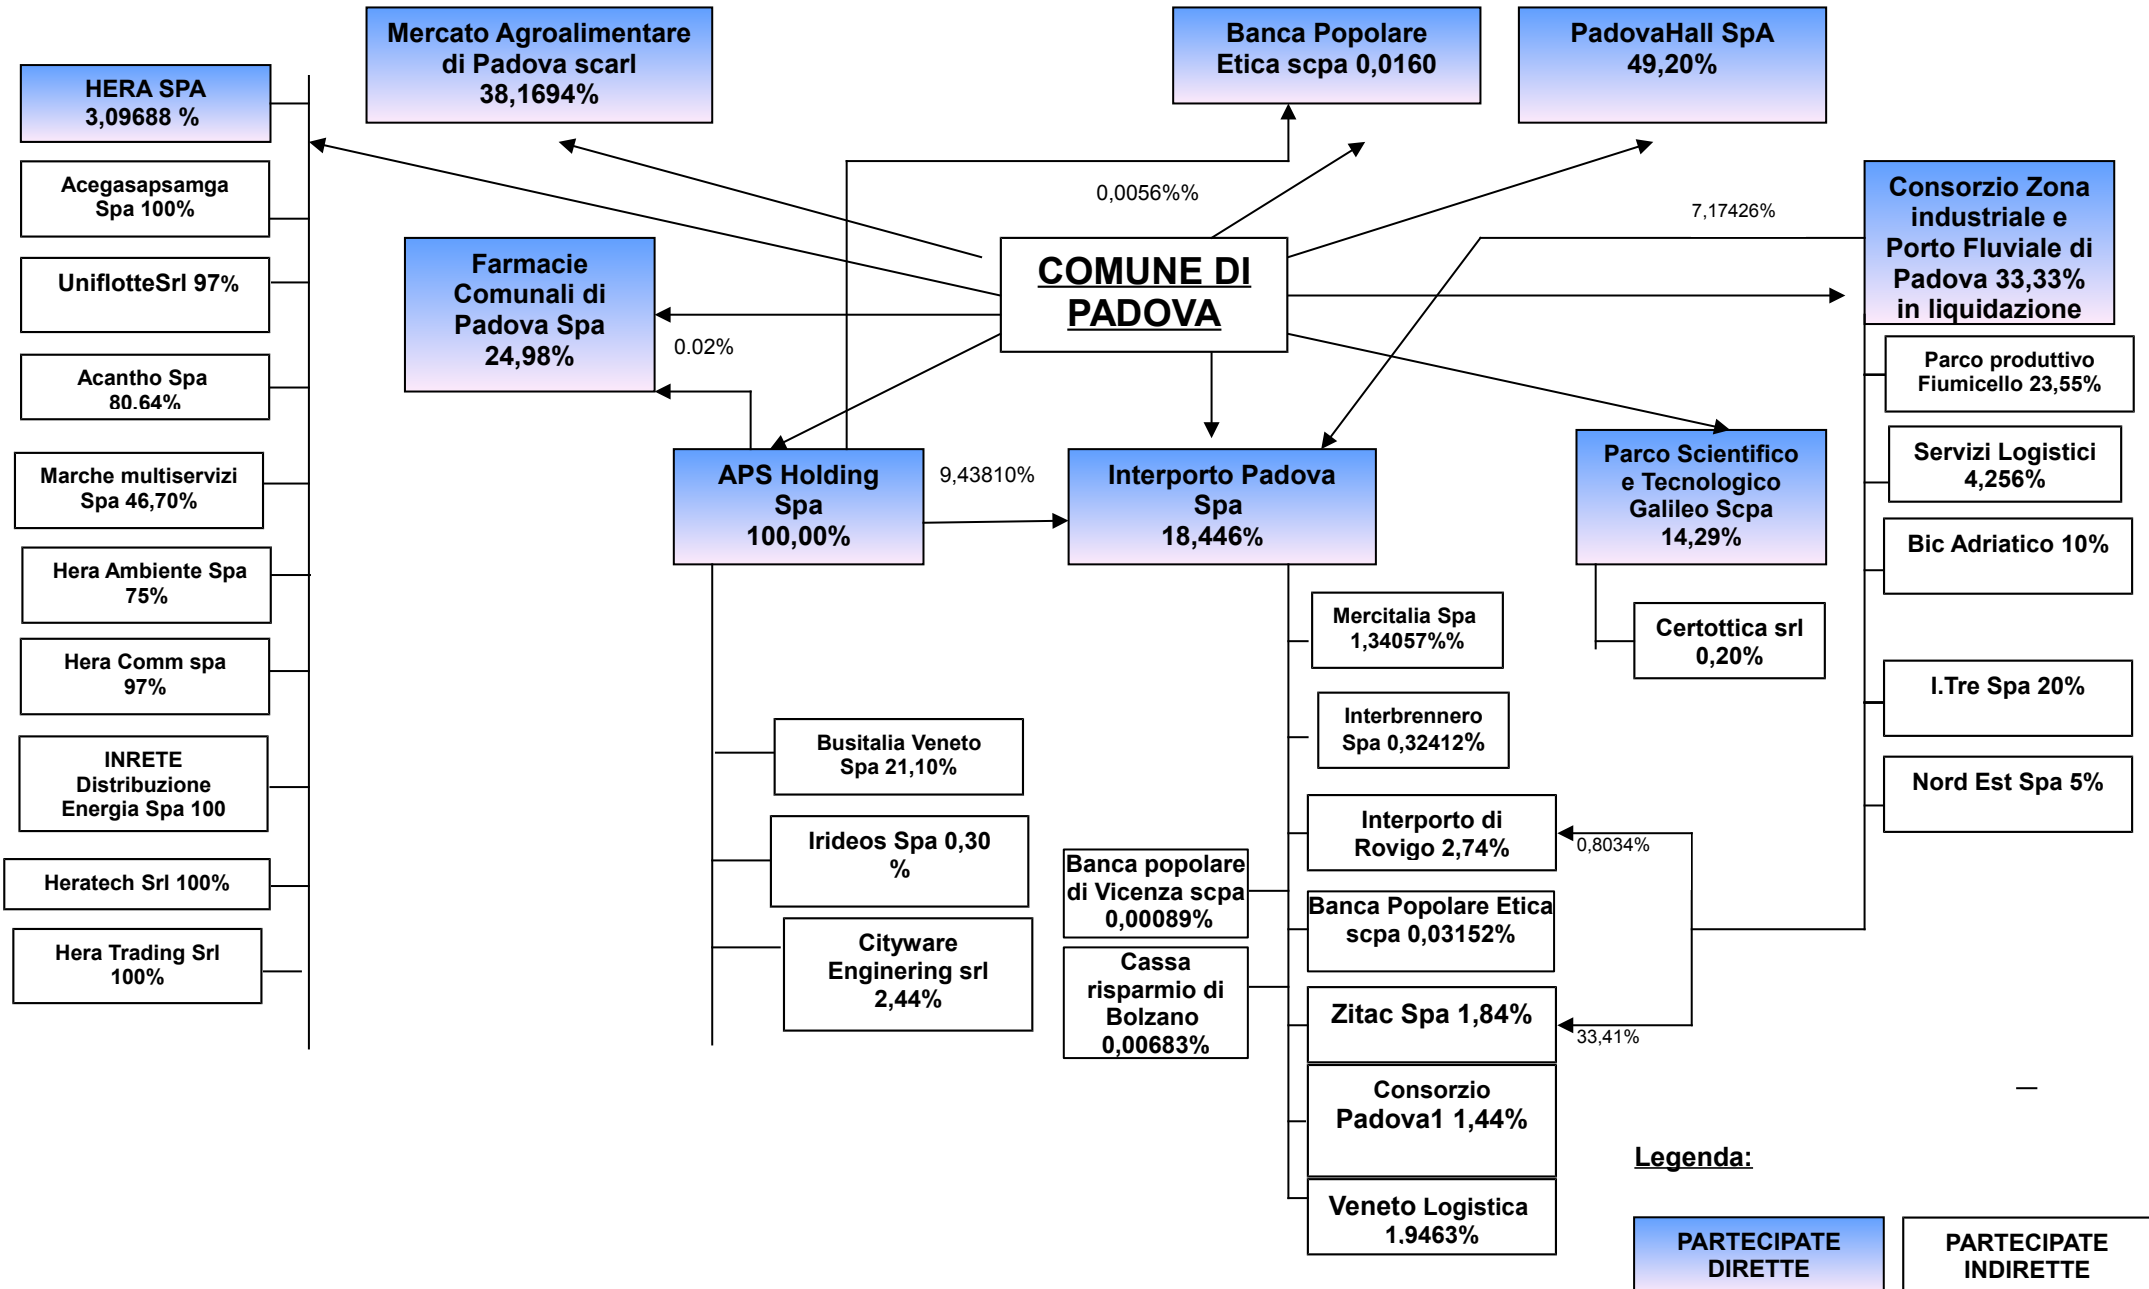 Mercato Agroalimentare
di Padova scarl
38,1694%
Banca Popolare
Etica scpa 0,0160
PadovaHall SpA
49,20%
HERA SPA
3,09688 %
Acegasapsamga
Spa 100%
UniflotteSrl 97%
Acantho Spa
80.64%
Marche multiservizi
Spa 46,70%
Hera Ambiente Spa
75%
Hera Comm spa
97%
INRETE
Distribuzione
Energia Spa 100
Heratech Srl 100%
Hera Trading Srl
100%
0,0056%%
7,17426%
Consorzio Zona
industriale e
Porto Fluviale di
Padova 33,33%
in liquidazione
COMUNE DI
PADOVA
Farmacie
Comunali di
Padova Spa
24,98%
0.02%
APS Holding
Spa
100,00%
9,43810%
Interporto Padova
Spa
18,446%
Parco Scientifico
e Tecnologico
Galileo Scpa
14,29%
Certottica srl
0,20%
Parco produttivo
Fiumicello 23,55%
Servizi Logistici
4,256%
Bic Adriatico 10%
I.Tre Spa 20%
Nord Est Spa 5%
Busitalia Veneto
Spa 21,10%
Irideos Spa 0,30
%
Cityware
Enginering srl
2,44%
Mercitalia Spa
1,34057%%
Interbrennero
Spa 0,32412%
Interporto di
Rovigo 2,74%
0,8034%
Banca popolare
di Vicenza scpa
0,00089%
Banca Popolare Etica
scpa 0,03152%
Cassa
risparmio di
Bolzano
0,00683%
Zitac Spa 1,84%
33,41%
Consorzio
Padova1 1,44%
Veneto Logistica
1,9463%
Legenda:
PARTECIPATE
DIRETTE
PARTECIPATE
INDIRETTE